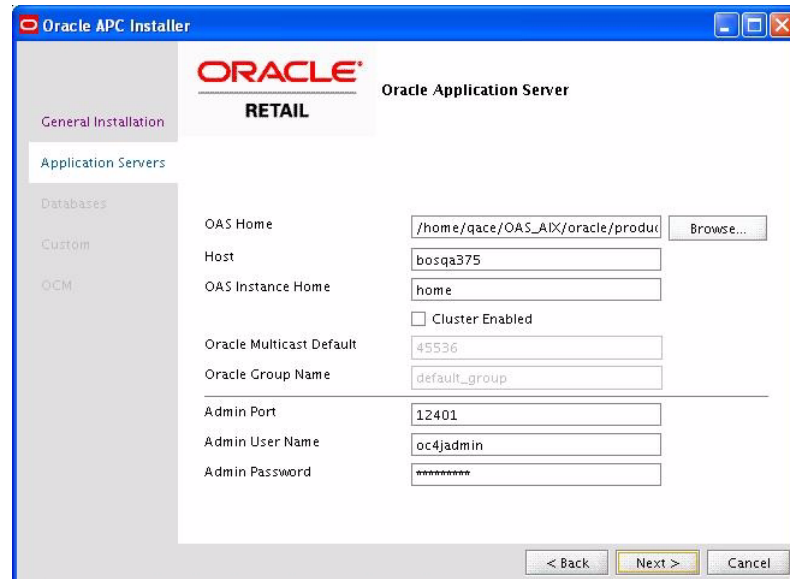 Oracle APC Installer
ORACLE
RETAIL
Oracle Application Server
General Installation
Application Servers
Databases
Custom
OCM
OAS Home /home/qace/OAS_AIX/oracle/produc Browse...
Host bosqa375
OAS Instance Home home
Cluster Enabled
Oracle Multicast Default 45536
Oracle Group Name default_group
Admin Port 12401
Admin User Name oc4jadmin
Admin Password *********
< Back Next > Cancel